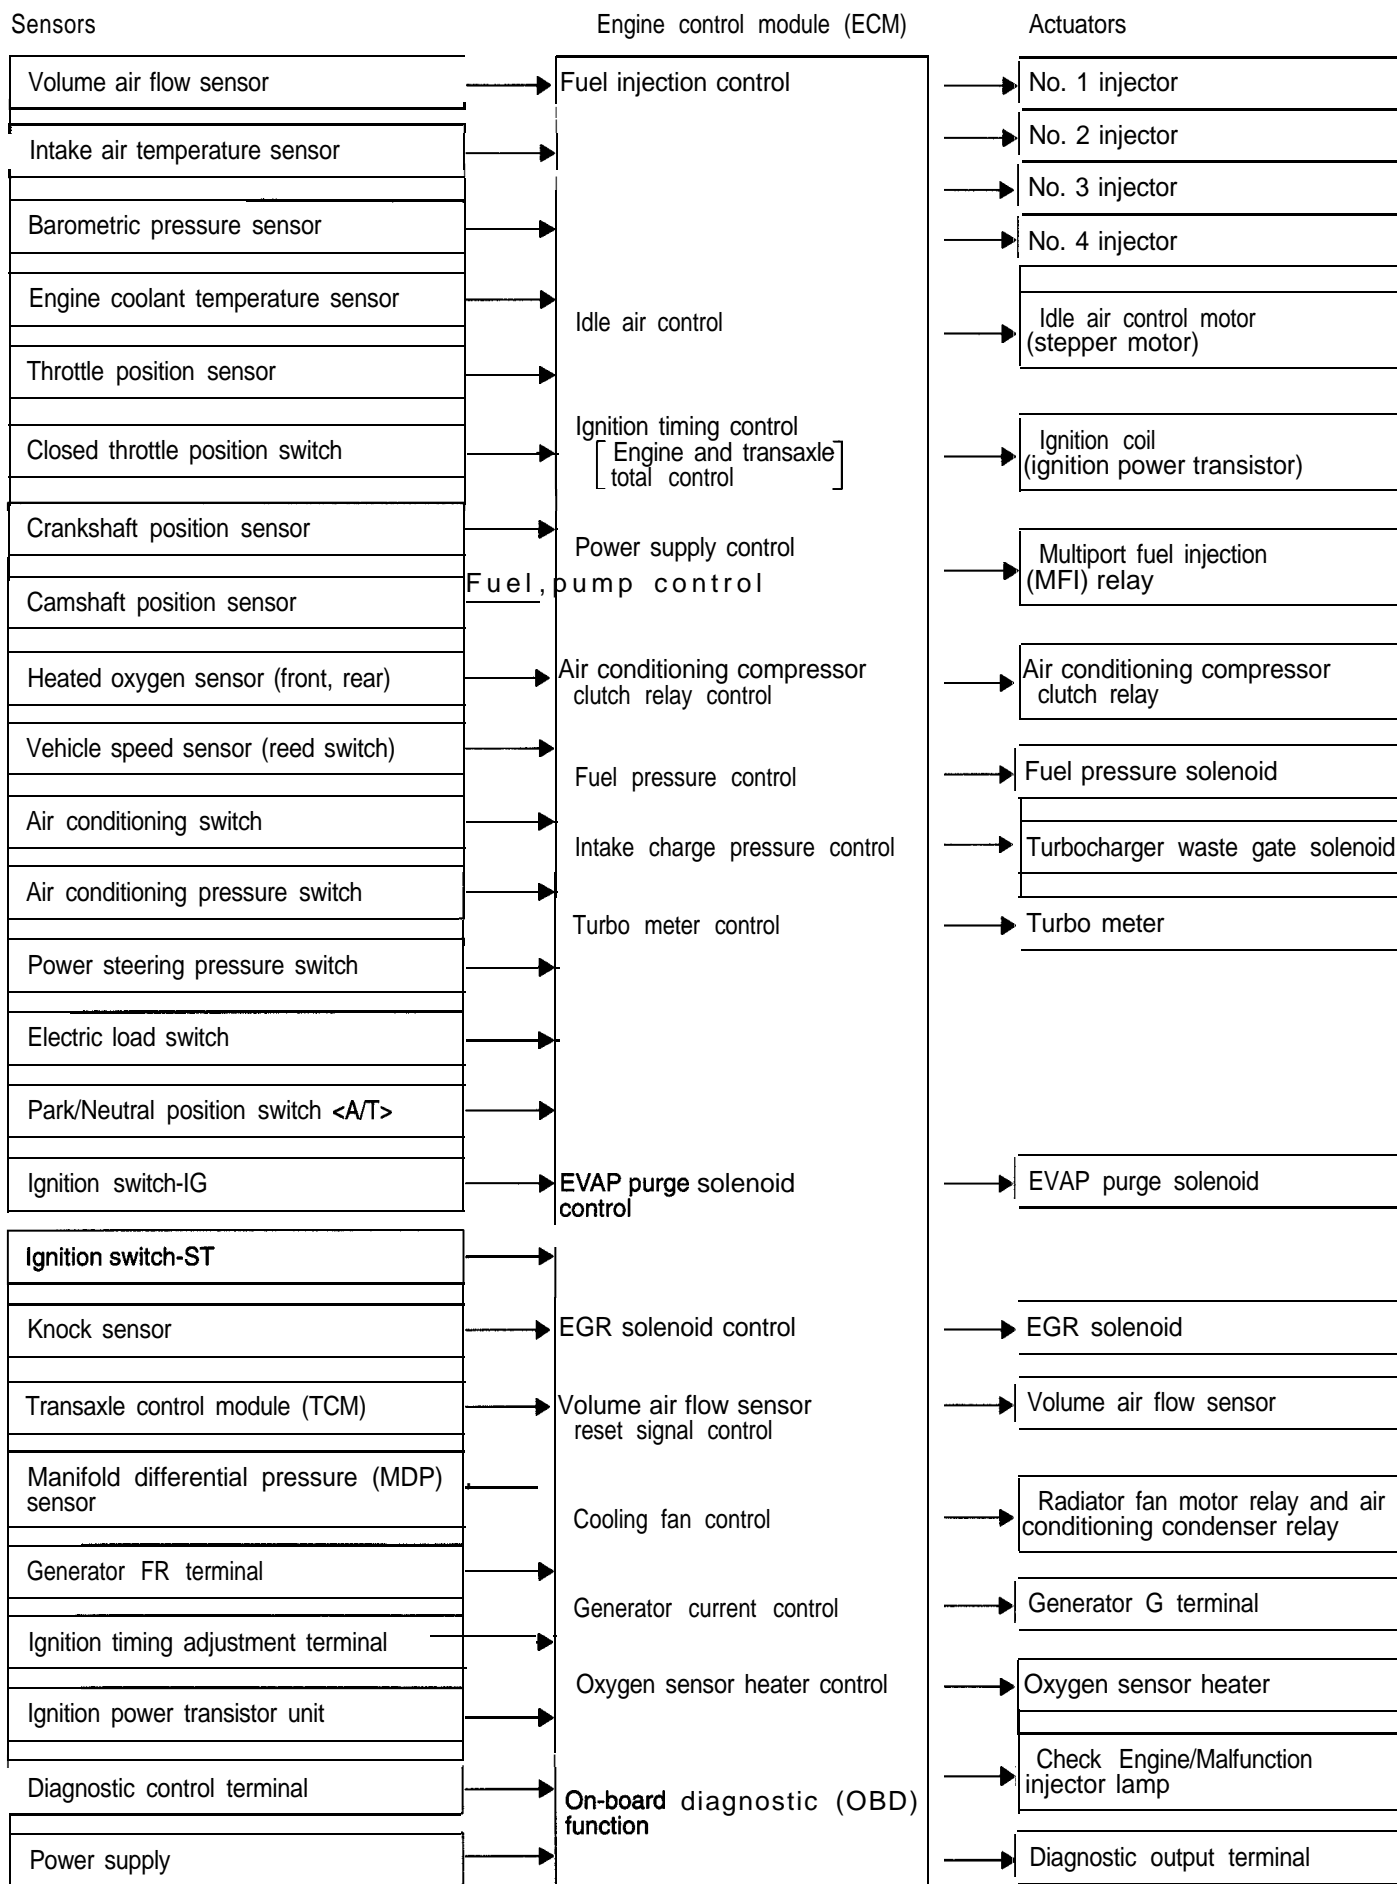 Sensors
Engine control module (ECM)
Actuators
Volume air flow sensor
Intake air temperature sensor
Barometric pressure sensor
Engine coolant temperature sensor
Throttle position sensor
Closed throttle position switch
Crankshaft position sensor
Camshaft position sensor
Heated oxygen sensor (front, rear)
Vehicle speed sensor (reed switch)
Air conditioning switch
Air conditioning pressure switch
Power steering pressure switch
Electric load switch
Park/Neutral position switch <A/T>
Ignition switch-IG
Ignition switch-ST
Knock sensor
Transaxle control module (TCM)
Manifold differential pressure (MDP)
sensor
Generator FR terminal
Ignition timing adjustment terminal
Ignition power transistor unit
Diagnostic control terminal
Power supply
Fuel injection control
Idle air control
Ignition timing control
[Engine and transaxle
total control]
Power supply control
Fuel,pump control
Air conditioning compressor
clutch relay control
Fuel pressure control
Intake charge pressure control
Turbo meter control
EVAP purge solenoid
control
EGR solenoid control
Volume air flow sensor
reset signal control
Cooling fan control
Generator current control
Oxygen sensor heater control
On-board diagnostic (OBD)
function
No. 1 injector
No. 2 injector
No. 3 injector
No. 4 injector
Idle air control motor
(stepper motor)
Ignition coil
(ignition power transistor)
Multiport fuel injection
(MFI) relay
Air conditioning compressor
clutch relay
Fuel pressure solenoid
Turbocharger waste gate solenoid
Turbo meter
EVAP purge solenoid
EGR solenoid
Volume air flow sensor
Radiator fan motor relay and air
conditioning condenser relay
Generator G terminal
Oxygen sensor heater
Check Engine/Malfunction
injector lamp
Diagnostic output terminal